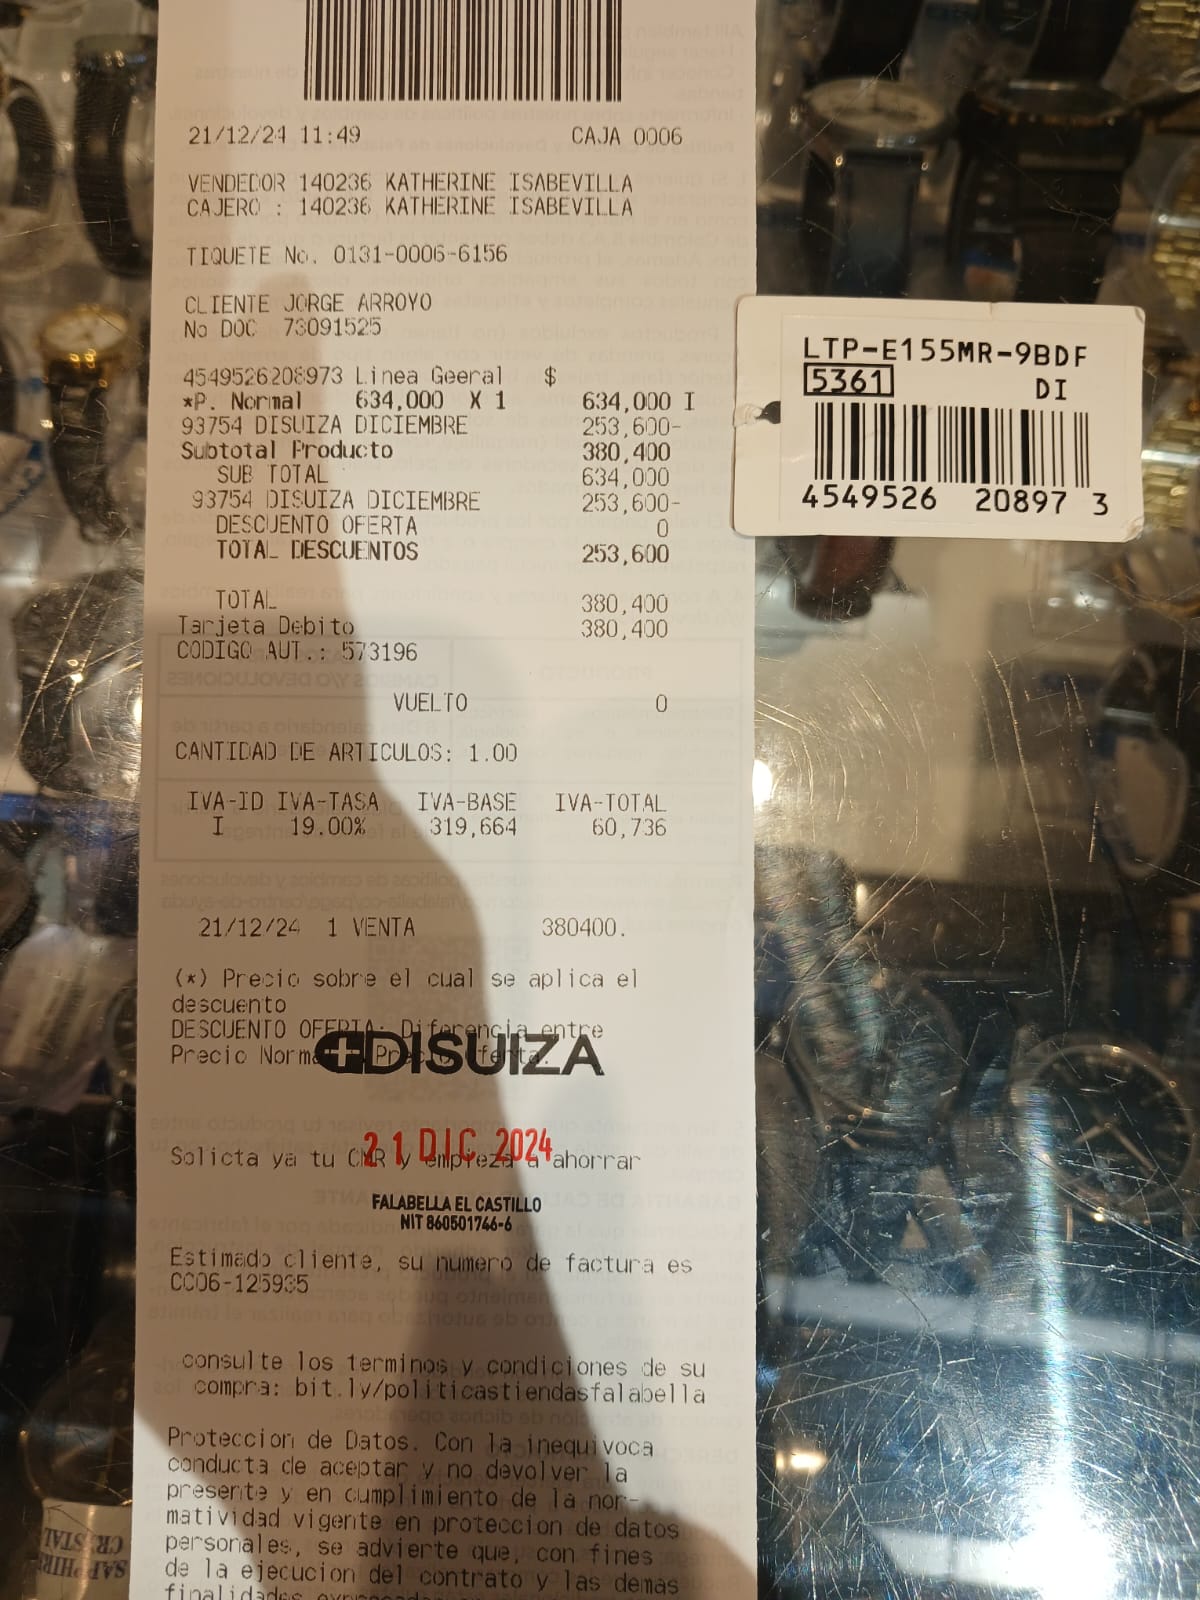 21/12/24 11:49 CAJA 0006
VENDEDOR 140236 KATHERINE ISABEVILLA
CAJERO : 140236 KATHERINE ISABEVILLA
TIQUETE No. 0131-0006-6156
CLIENTE JORGE ARROYO
No DOC 73091525
4549526208973 Linea Geeral $
*P. Normal 634,000 X 1 634,000 I
93754 DISUIZA DICIEMBRE 253,600-
Subtotal Producto 380,400
SUB TOTAL 634,000
93754 DISUIZA DICIEMBRE 253,600-
DESCUENTO OFERTA 0
TOTAL DESCUENTOS 253,600
TOTAL 380,400
Tarjeta Debito 380,400
CODIGO AUT.: 573196
VUELTO 0
CANTIDAD DE ARTICULOS: 1.00
IVA-ID IVA-TASA IVA-BASE IVA-TOTAL
I 19.00% 319,664 60,736
21/12/24 1 VENTA 380400.
(*) Precio sobre el cual se aplica el
descuento
DESCUENTO OFERTA: Diferencia entre
Precio
DISUIZA
21 DIC 2024
Solicta ya tu CMR y empieza a ahorrar
FALABELLA EL CASTILLO
NIT 860501746-6
Estimado cliente, su numero de factura es
CC06-125935
consulte los terminos y condiciones de su
compra: bit.ly/politicastiendasfalabella
Proteccion de Datos. Con la inequivoca
conducta de aceptar y no devolver la
presente y en cumplimiento de la nor-
matividad vigente en proteccion de datos
personales, se advierte que, con fines
de la ejecucion del contrato y las demas
finalidades
LTP-E155MR-9BDF
5361 DI
4549526 20897 3
SAPPHIRE
CRYSTAL